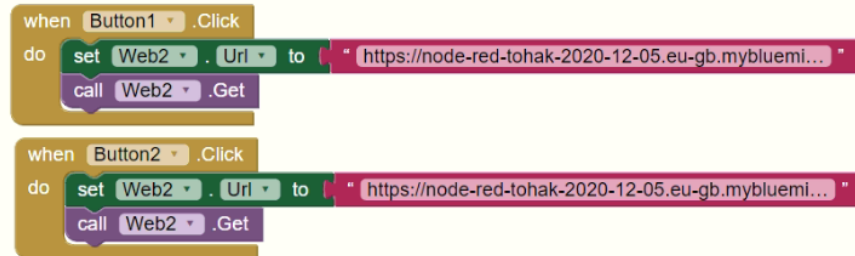 when Button1 .Click
do set Web2 . Url to " https://node-red-tohak-2020-12-05.eu-gb.mybluemi... "
call Web2 .Get
when Button2 .Click
do set Web2 . Url to " https://node-red-tohak-2020-12-05.eu-gb.mybluemi... "
call Web2 .Get